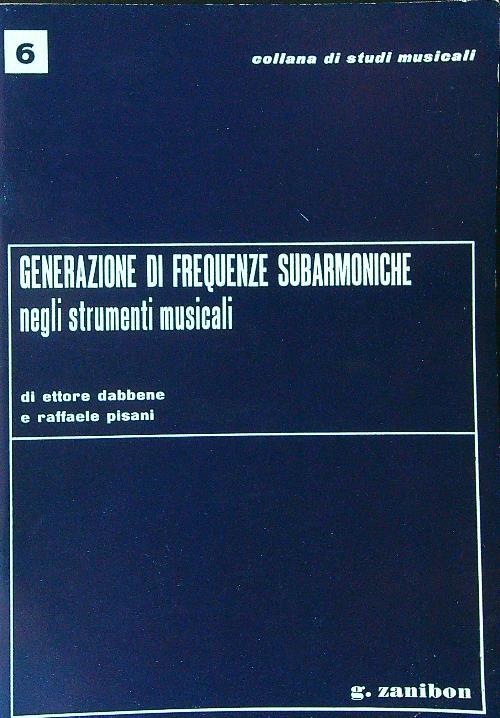 6
collana di studi musicali
GENERAZIONE DI FREQUENZE SUBARMONICHE
negli strumenti musicali
di ettore dabbene
e raffaele pisani
g. zanibon